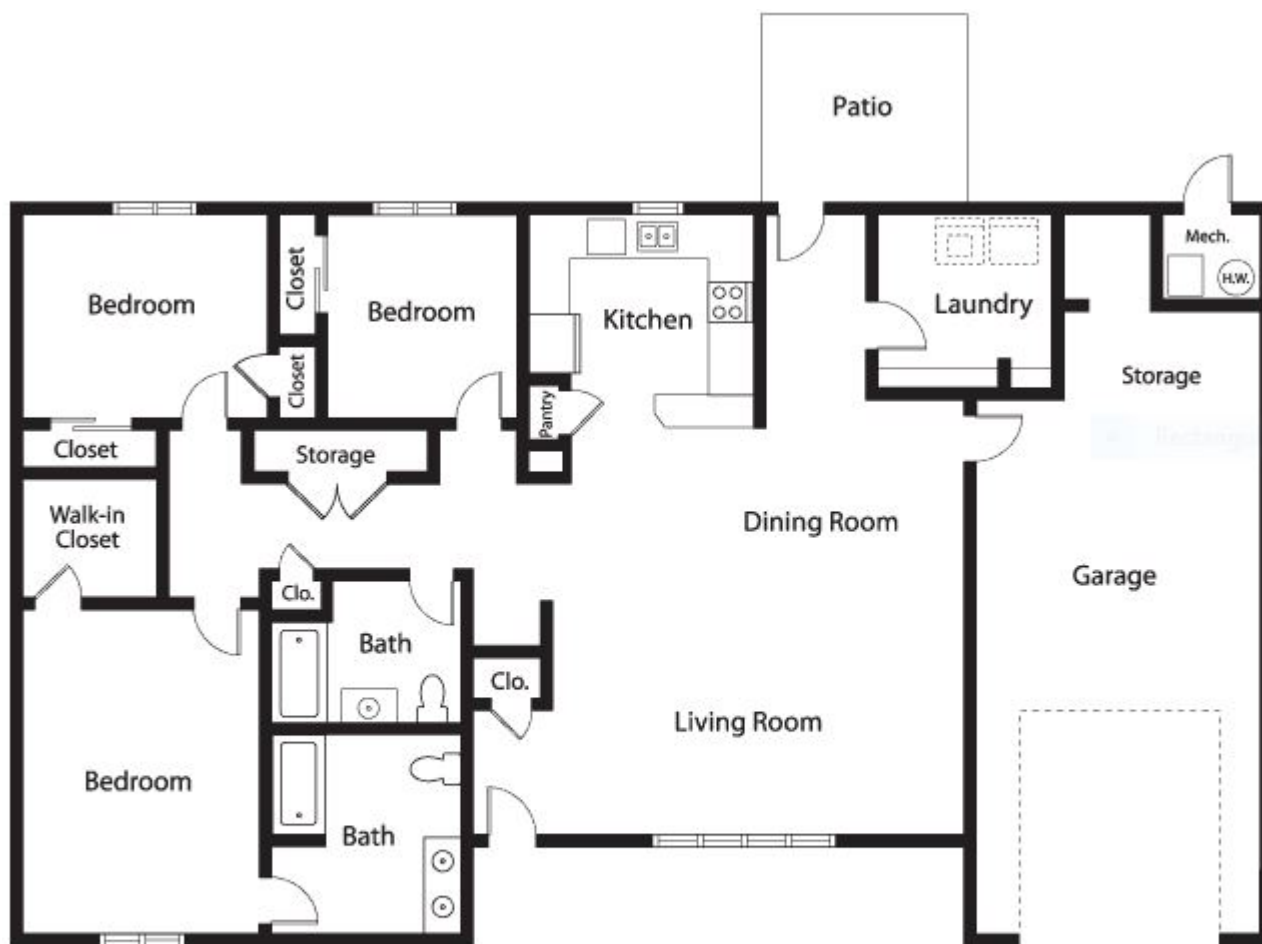 Patio
Mech.
H.W.
Bedroom
Closet
Bedroom
Kitchen
Laundry
Closet
Storage
Pantry
Closet
Storage
Walk-in
Closet
Dining Room
Garage
Clo.
Bath
Clo.
Living Room
Bedroom
Bath